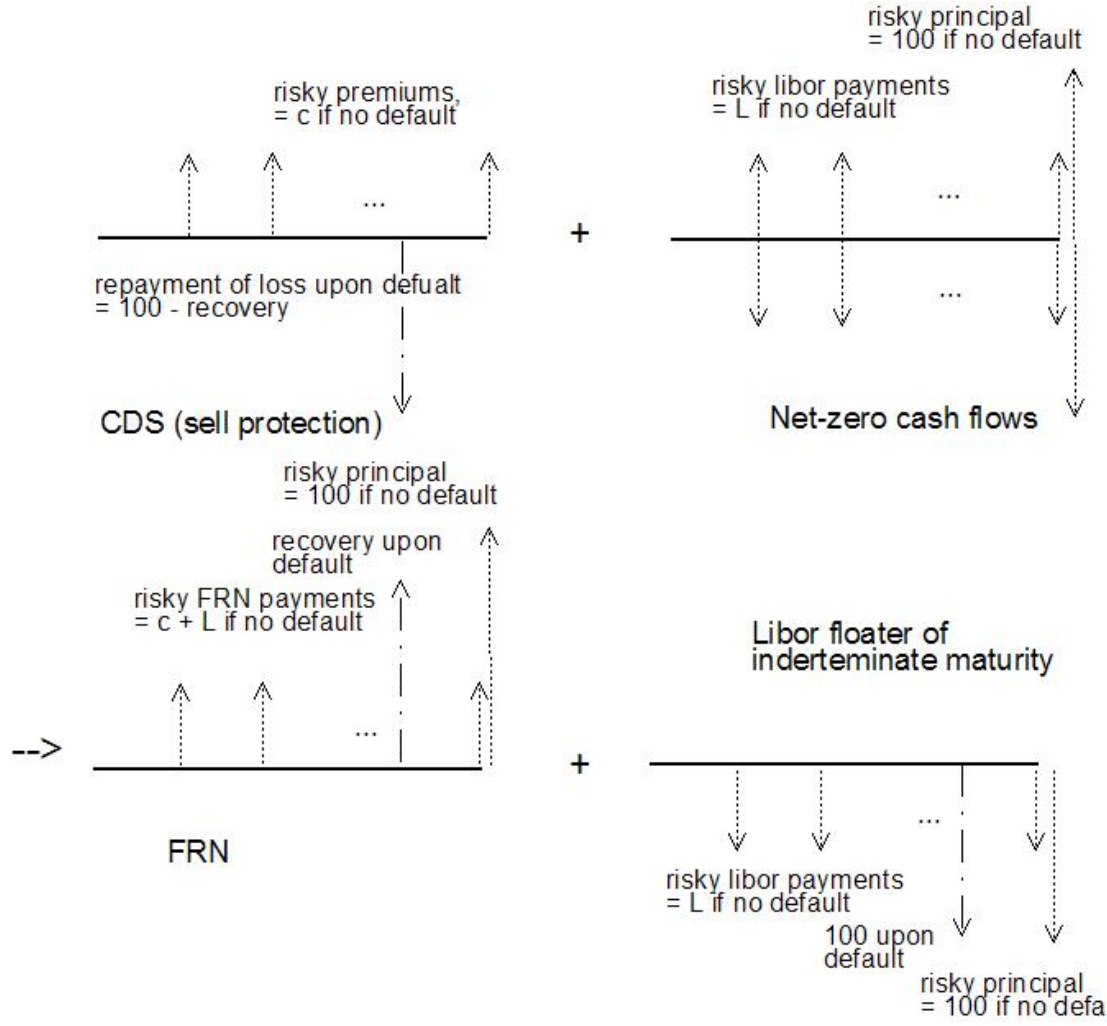 risky principal
= 100 if no default
risky premiums,
= c if no default
risky libor payments
= L if no default
...
...
+
repayment of loss upon defualt
= 100 - recovery
...
CDS (sell protection)
Net-zero cash flows
risky principal
= 100 if no default
recovery upon
default
risky FRN payments
= c + L if no default
Libor floater of
inderteminate maturity
...
-->
+
...
FRN
risky libor payments
= L if no default
100 upon
default
risky principal
= 100 if no defa